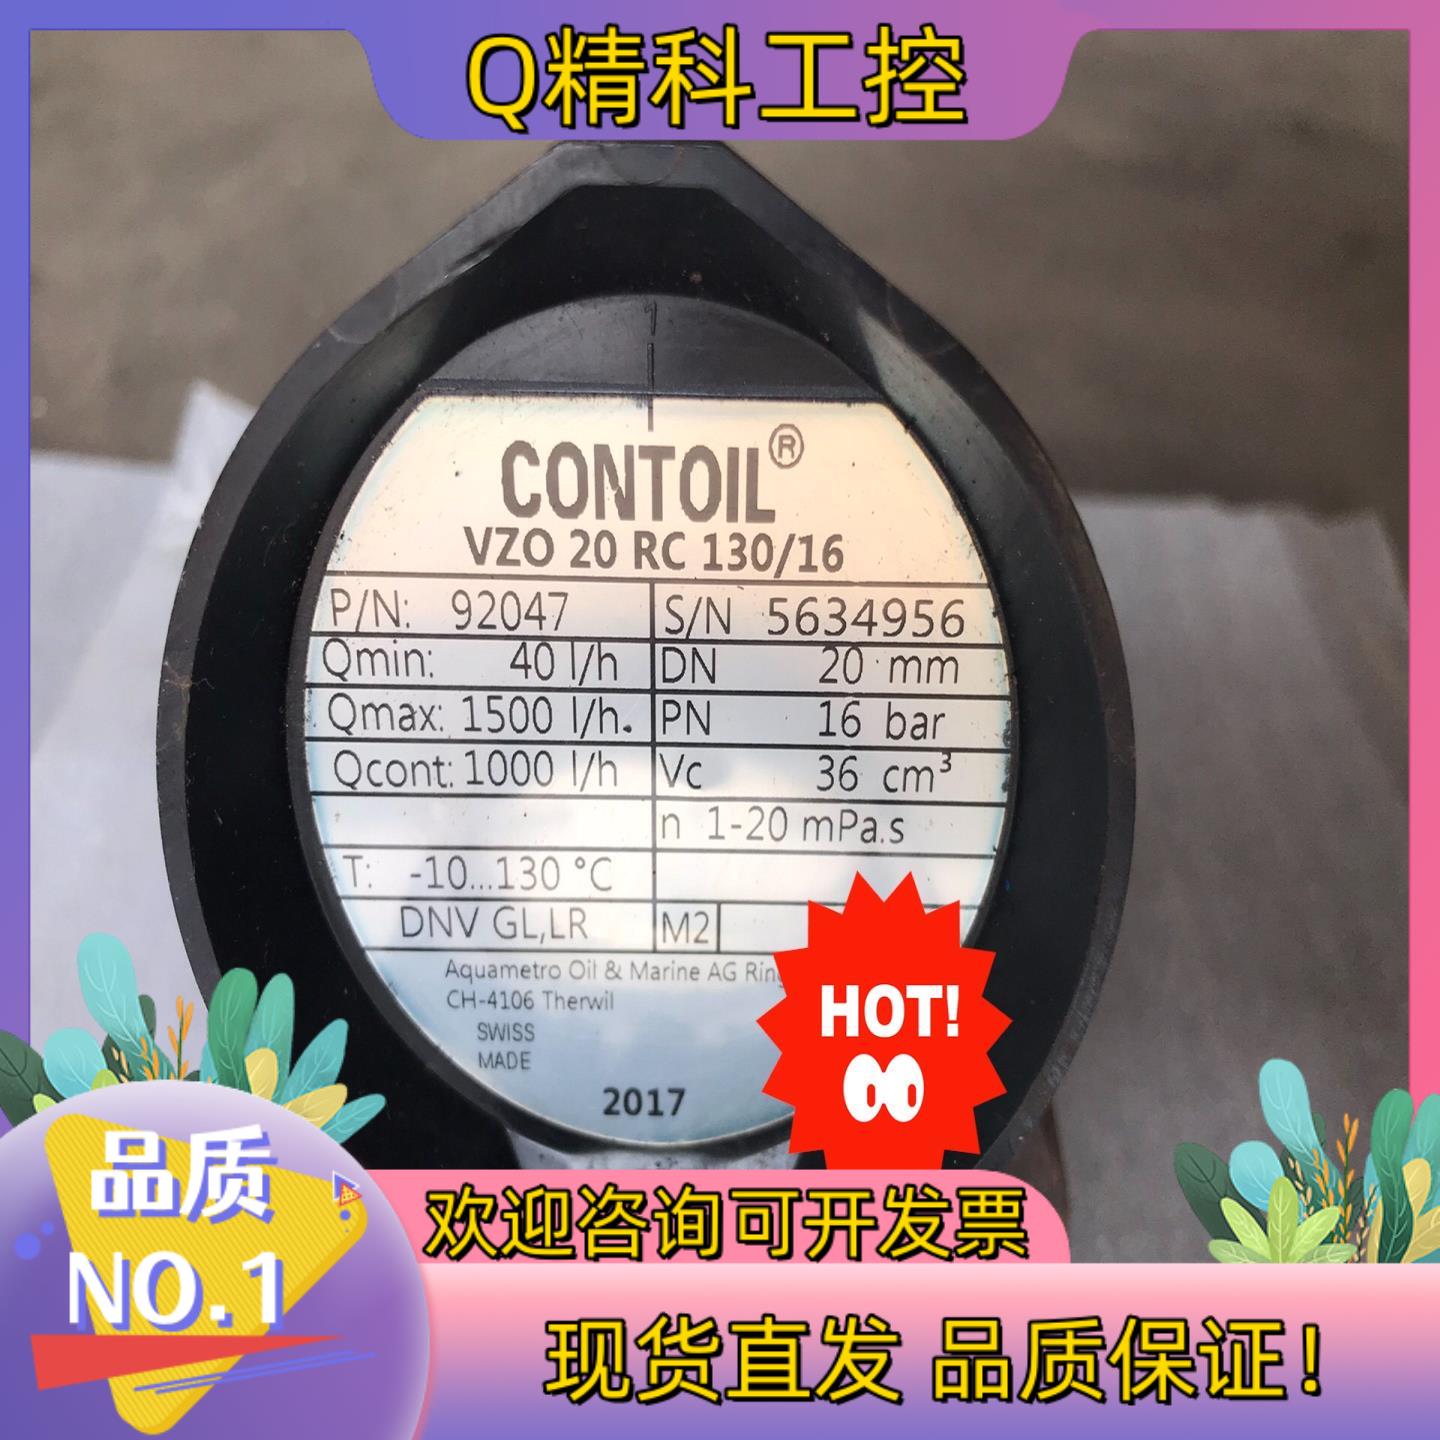 Q精科工控
CONTOIL®
VZO 20 RC 130/16
P/N: 92047 S/N 5634956
Qmin: 40 l/h DN 20 mm
Qmax: 1500 l/h. PN 16 bar
Qcont: 1000 l/h Vc 36 cm³
n 1-20 mPa.s
T: -10...130 °C
DNV GL,LR M2
Aquametro Oil & Marine AG
CH-4106 Therwil
SWISS
MADE
2017
HOT!
品质
NO.1
欢迎咨询可开发票
现货直发 品质保证!